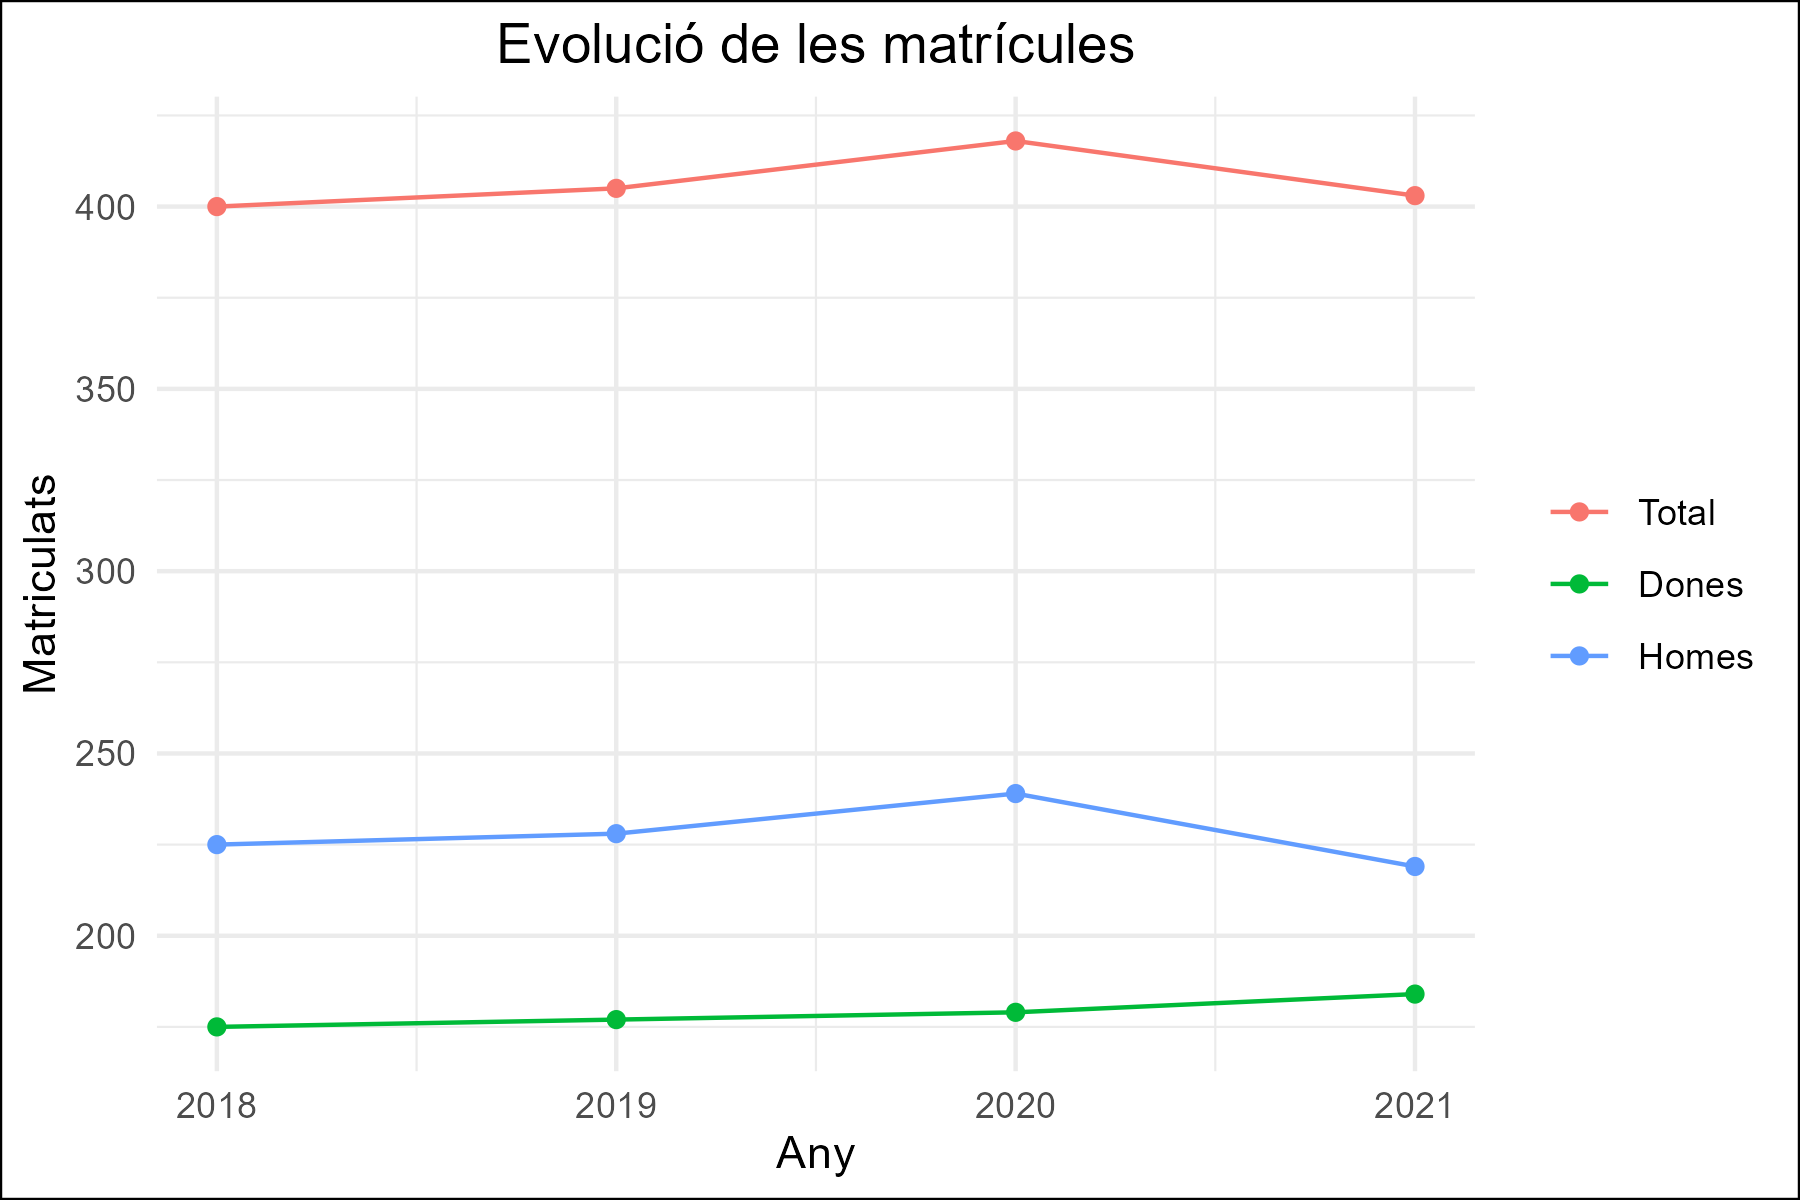 Evolució de les matrícules
Matriculats
400
350
300
250
200
2018 2019 2020 2021
Any
Total
Dones
Homes